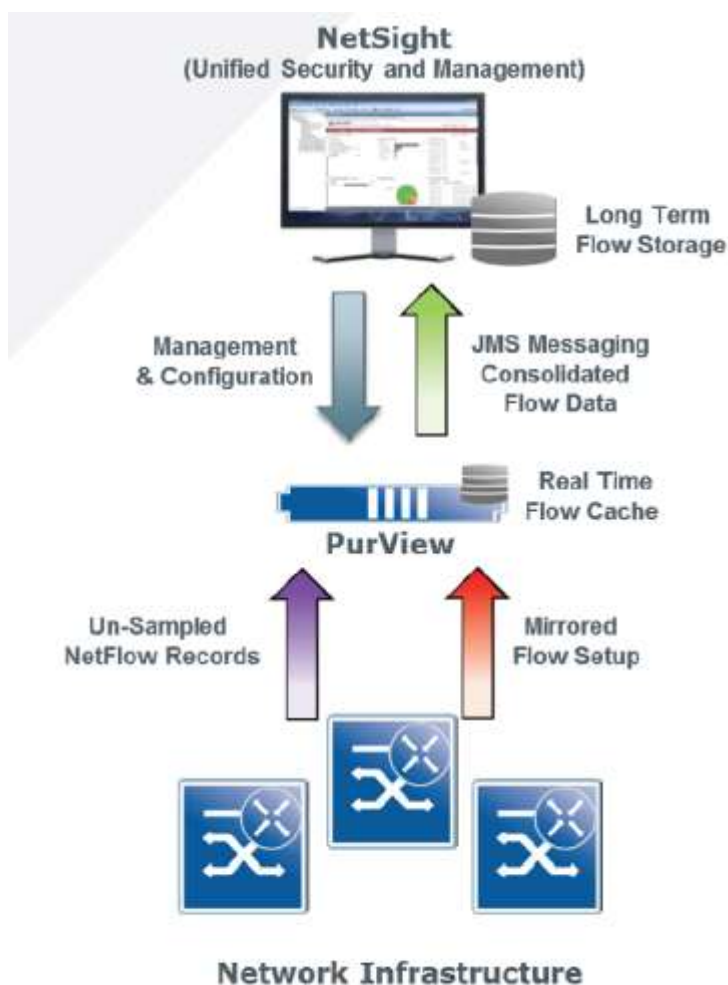 NetSight
(Unified Security and Management)
Long Term
Flow Storage
Management
& Configuration
JMS Messaging
Consolidated
Flow Data
Real Time
Flow Cache
PurView
Un-Sampled
NetFlow Records
Mirrored
Flow Setup
Network Infrastructure